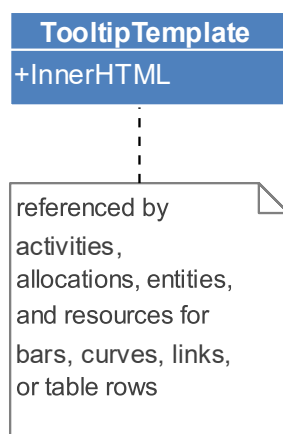 TooltipTemplate
+InnerHTML
referenced by
activities,
allocations, entities,
and resources for
bars, curves, links,
or table rows